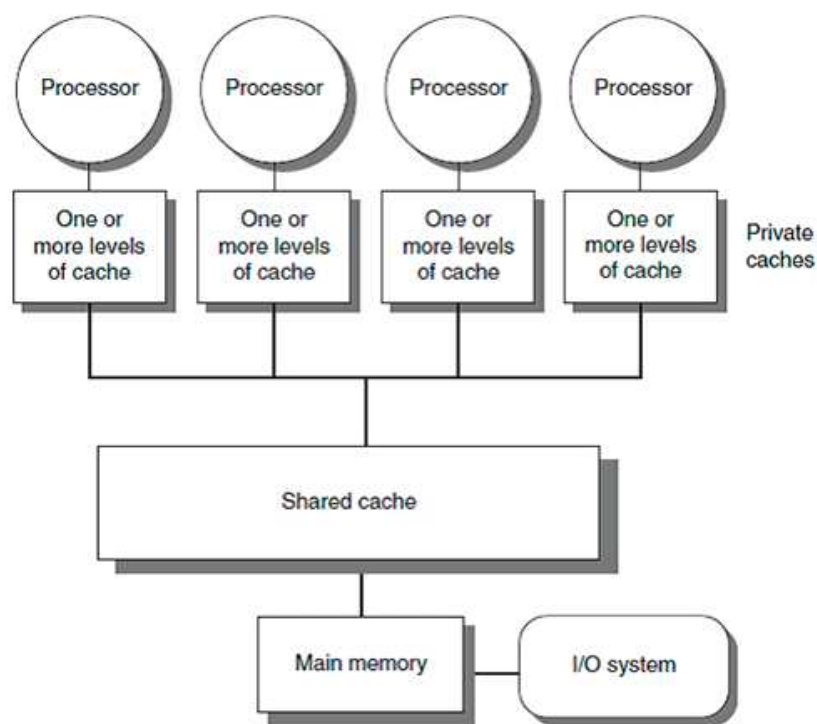 Processor
Processor
Processor
Processor
One or
more levels
of cache
One or
more levels
of cache
One or
more levels
of cache
One or
more levels
of cache
Private
caches
Shared cache
Main memory
I/O system